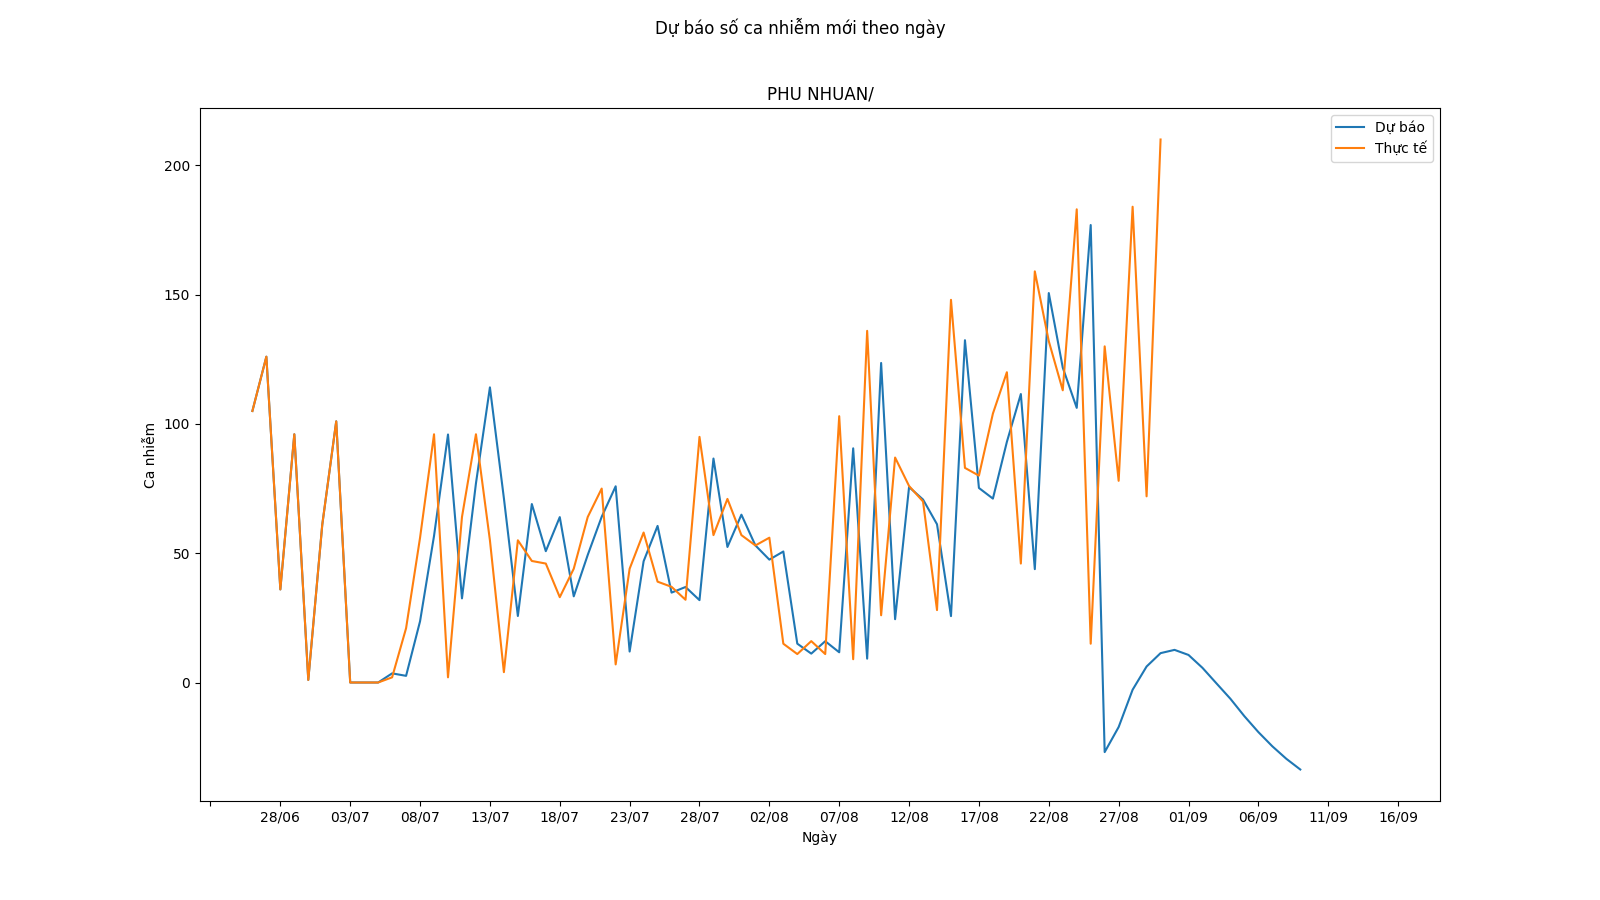 Dự báo số ca nhiễm mới theo ngày
PHU NHUAN/
Dự báo
Thực tế
200
150
100
50
0
Ca nhiễm
28/06 03/07 08/07 13/07 18/07 23/07 28/07 02/08 07/08 12/08 17/08 22/08 27/08 01/09 06/09 11/09 16/09
Ngày